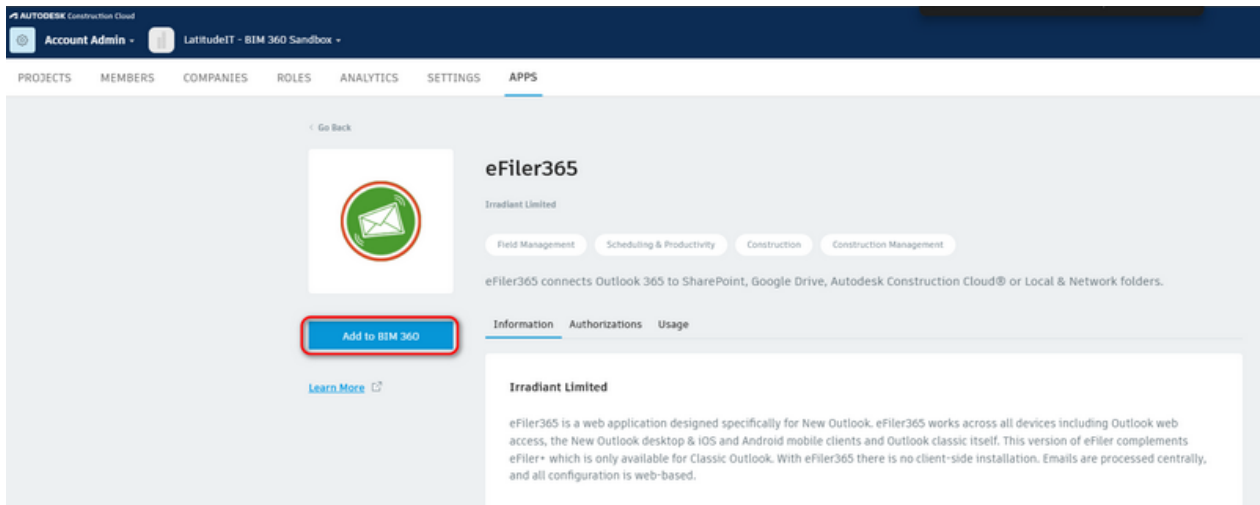 AUTODESK Construction Cloud
Account Admin LatitudeIT - BIM 360 Sandbox
PROJECTS MEMBERS COMPANIES ROLES ANALYTICS SETTINGS APPS
Go Back
eFiler365
Irradiant Limited
Field Management Scheduling & Productivity Construction Construction Management
eFiler365 connects Outlook 365 to SharePoint, Google Drive, Autodesk Construction Cloud® or Local & Network folders.
Add to BIM 360
Information Authorizations Usage
Learn More
Irradiant Limited
eFiler365 is a web application designed specifically for New Outlook. eFiler365 works across all devices including Outlook web
access, the New Outlook desktop & iOS and Android mobile clients and Outlook classic itself. This version of eFiler complements
eFiler+ which is only available for Classic Outlook. With eFiler365 there is no client-side installation. Emails are processed centrally,
and all configuration is web-based.